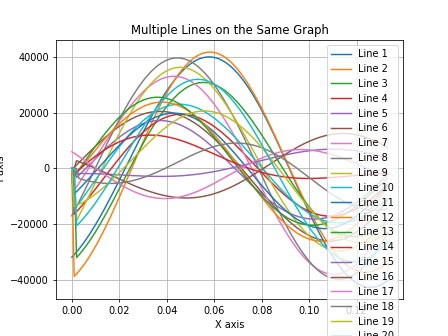 Multiple Lines on the Same Graph
40000
20000
0
−20000
−40000
0.00
0.02
0.04
0.06
0.08
0.10
X axis
axis
Line 1
Line 2
Line 3
Line 4
Line 5
Line 6
Line 7
Line 8
Line 9
Line 10
Line 11
Line 12
Line 13
Line 14
Line 15
Line 16
Line 17
Line 18
Line 19
Line 20